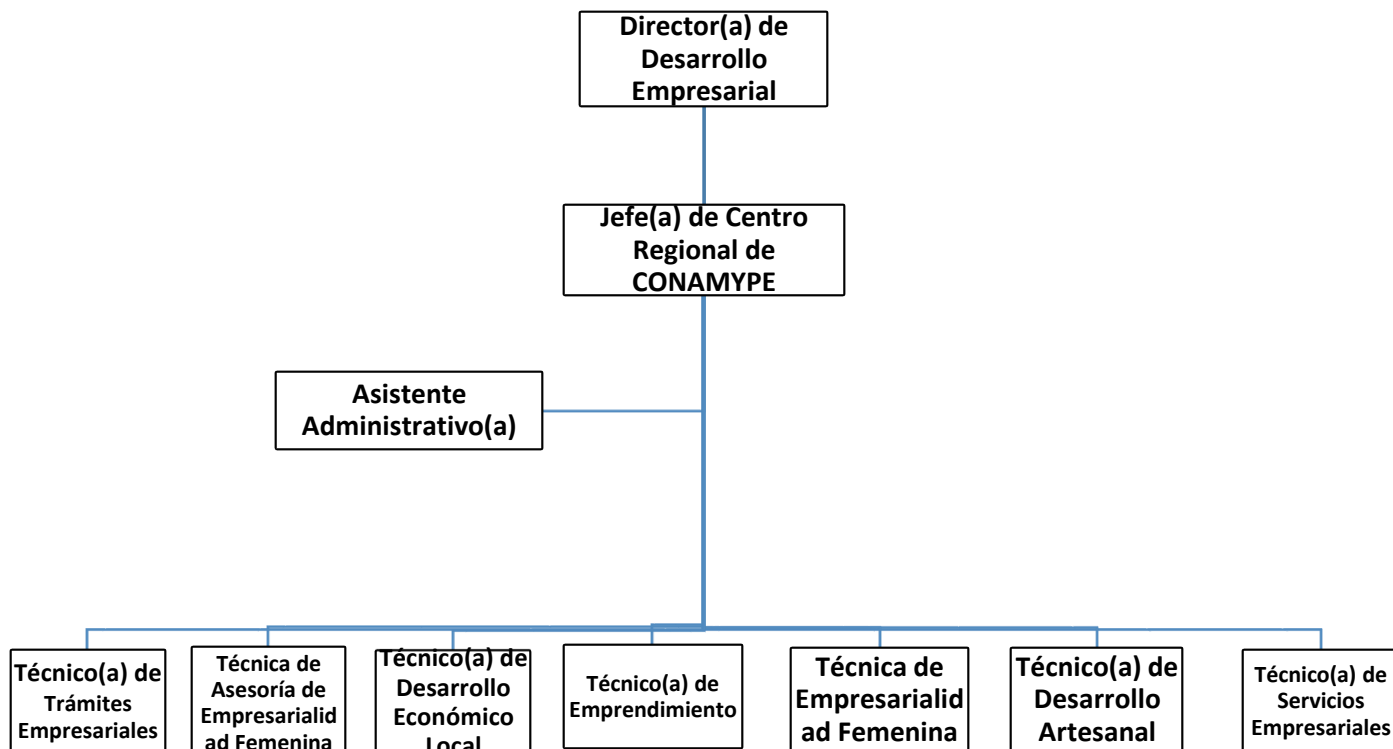 Director(a) de
Desarrollo
Empresarial
Jefe(a) de Centro
Regional de
CONAMYPE
Asistente
Administrativo(a)
Técnico(a) de
Trámites
Empresariales
Técnica de
Asesoría de
Empresarialid
ad Femenina
Técnico(a) de
Desarrollo
Económico
Local
Técnico(a) de
Emprendimiento
Técnica de
Empresarialid
ad Femenina
Técnico(a) de
Desarrollo
Artesanal
Técnico(a) de
Servicios
Empresariales